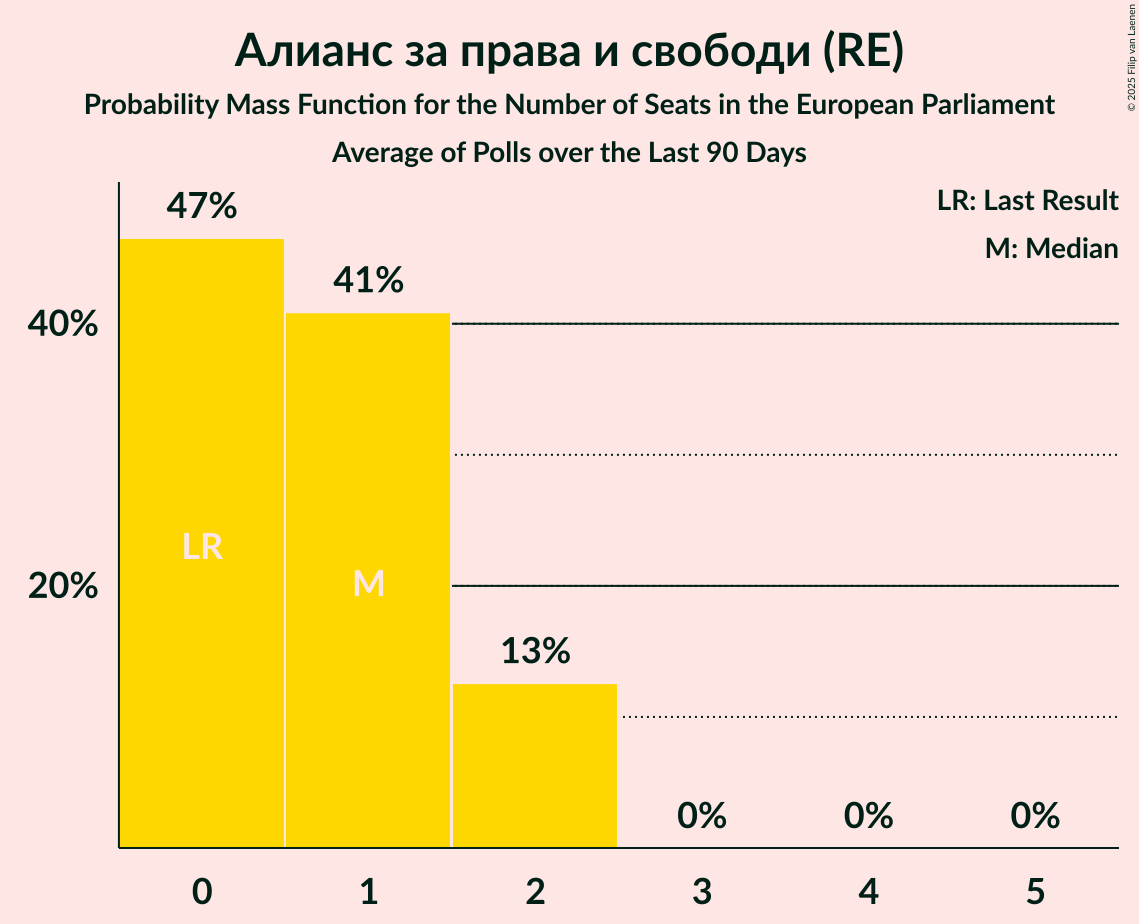 Алианс за права и свободи (RE)
Probability Mass Function for the Number of Seats in the European Parliament
Average of Polls over the Last 90 Days
© 2025 Filip van Laenen
LR: Last Result
M: Median
47%
41%
40%
LR
M
20%
13%
0%
0%
0%
0
1
2
3
4
5